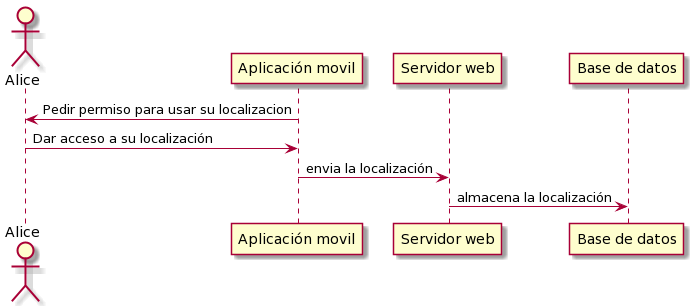 Alice
Aplicación movil
Servidor web
Base de datos
Pedir permiso para usar su localizacion
Dar acceso a su localización
envia la localización
almacena la localización
Alice
Aplicación movil
Servidor web
Base de datos